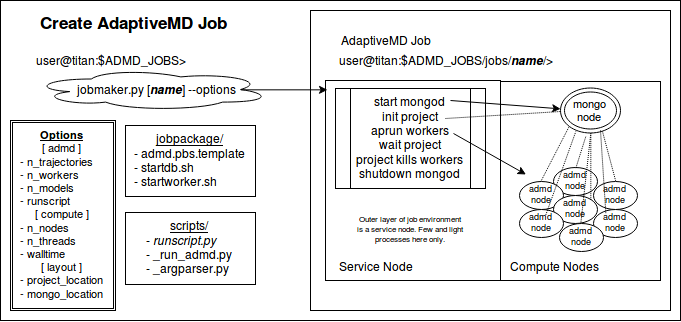 Create AdaptiveMD Job
user@titan:$ADMD_JOBS>
jobmaker.py [name] --options
Options
[ admd ]
- n_trajectories
- n_workers
- n_models
- runscript
[ compute ]
- n_nodes
- n_threads
- walltime
[ layout ]
- project_location
- mongo_location
jobpackage/
- admd.pbs.template
- startdb.sh
- startworker.sh
scripts/
- runscript.py
- _run_admd.py
- _argparser.py
AdaptiveMD Job
user@titan:$ADMD_JOBS/jobs/name/>
start mongod
init project
aprun workers
wait project
project kills workers
shutdown mongod
Outer layer of job environment
is a service node. Few and light
processes here only.
Service Node
mongo
node
admd
node
admd
node
admd
node
admd
node
admd
node
admd
node
admd
node
Compute Nodes